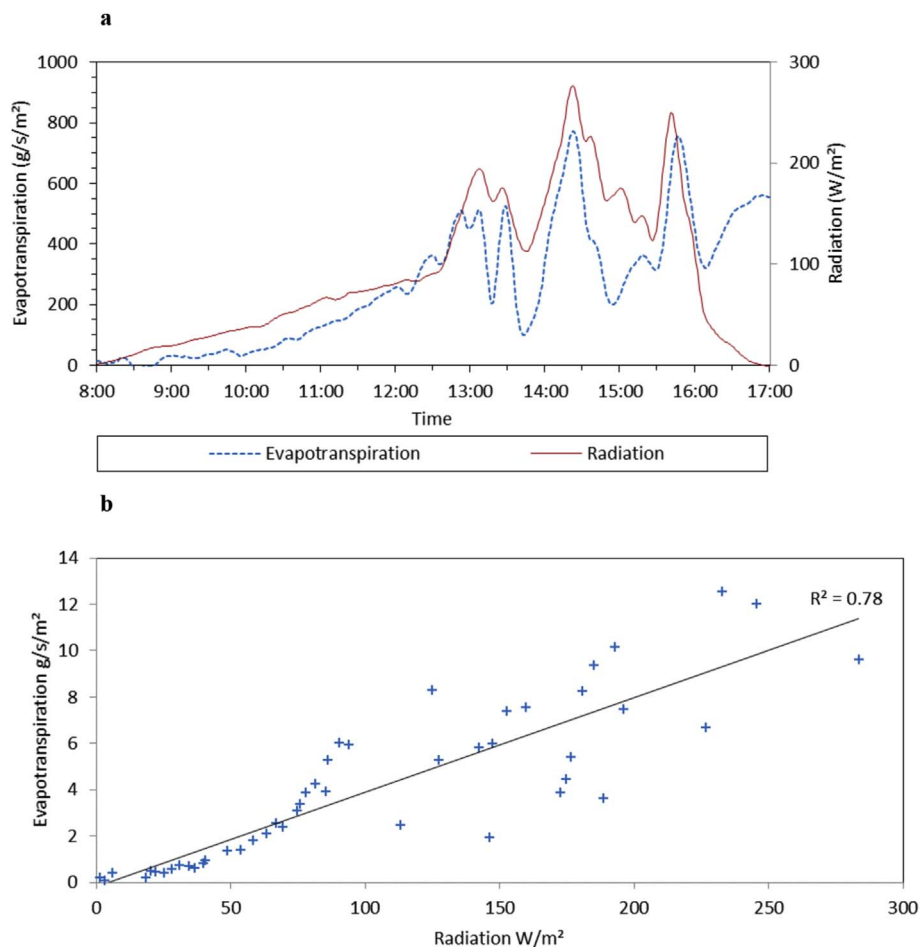 a
Evapotranspiration (g/s/m²)
1000
800
600
400
200
0
300
200
100
0
Radiation (W/m²)
8:00 9:00 10:00 11:00 12:00 13:00 14:00 15:00 16:00 17:00
Time
Evapotranspiration Radiation
b
Evapotranspiration g/s/m²
14
12
10
8
6
4
2
0
R² = 0.78
0 50 100 150 200 250 300
Radiation W/m²